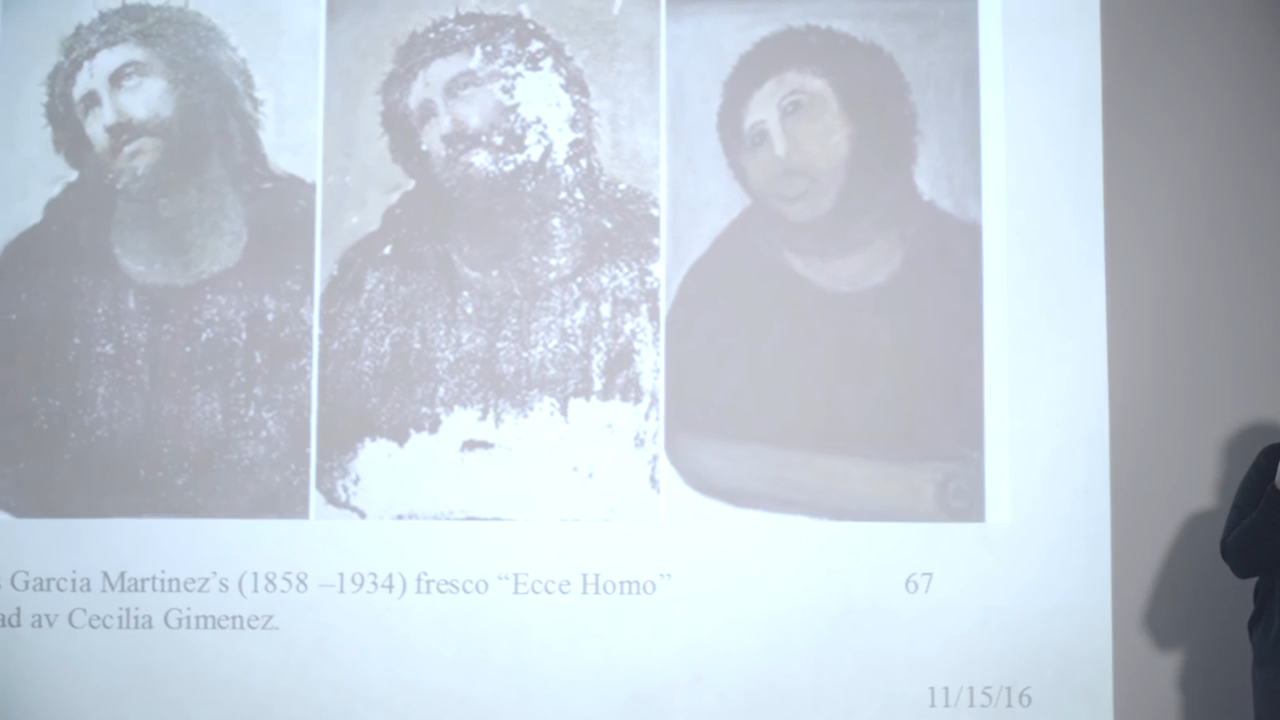 s Garcia Martinez’s (1858 –1934) fresco “Ecce Homo”
67
ad av Cecilia Gimenez.
11/15/16